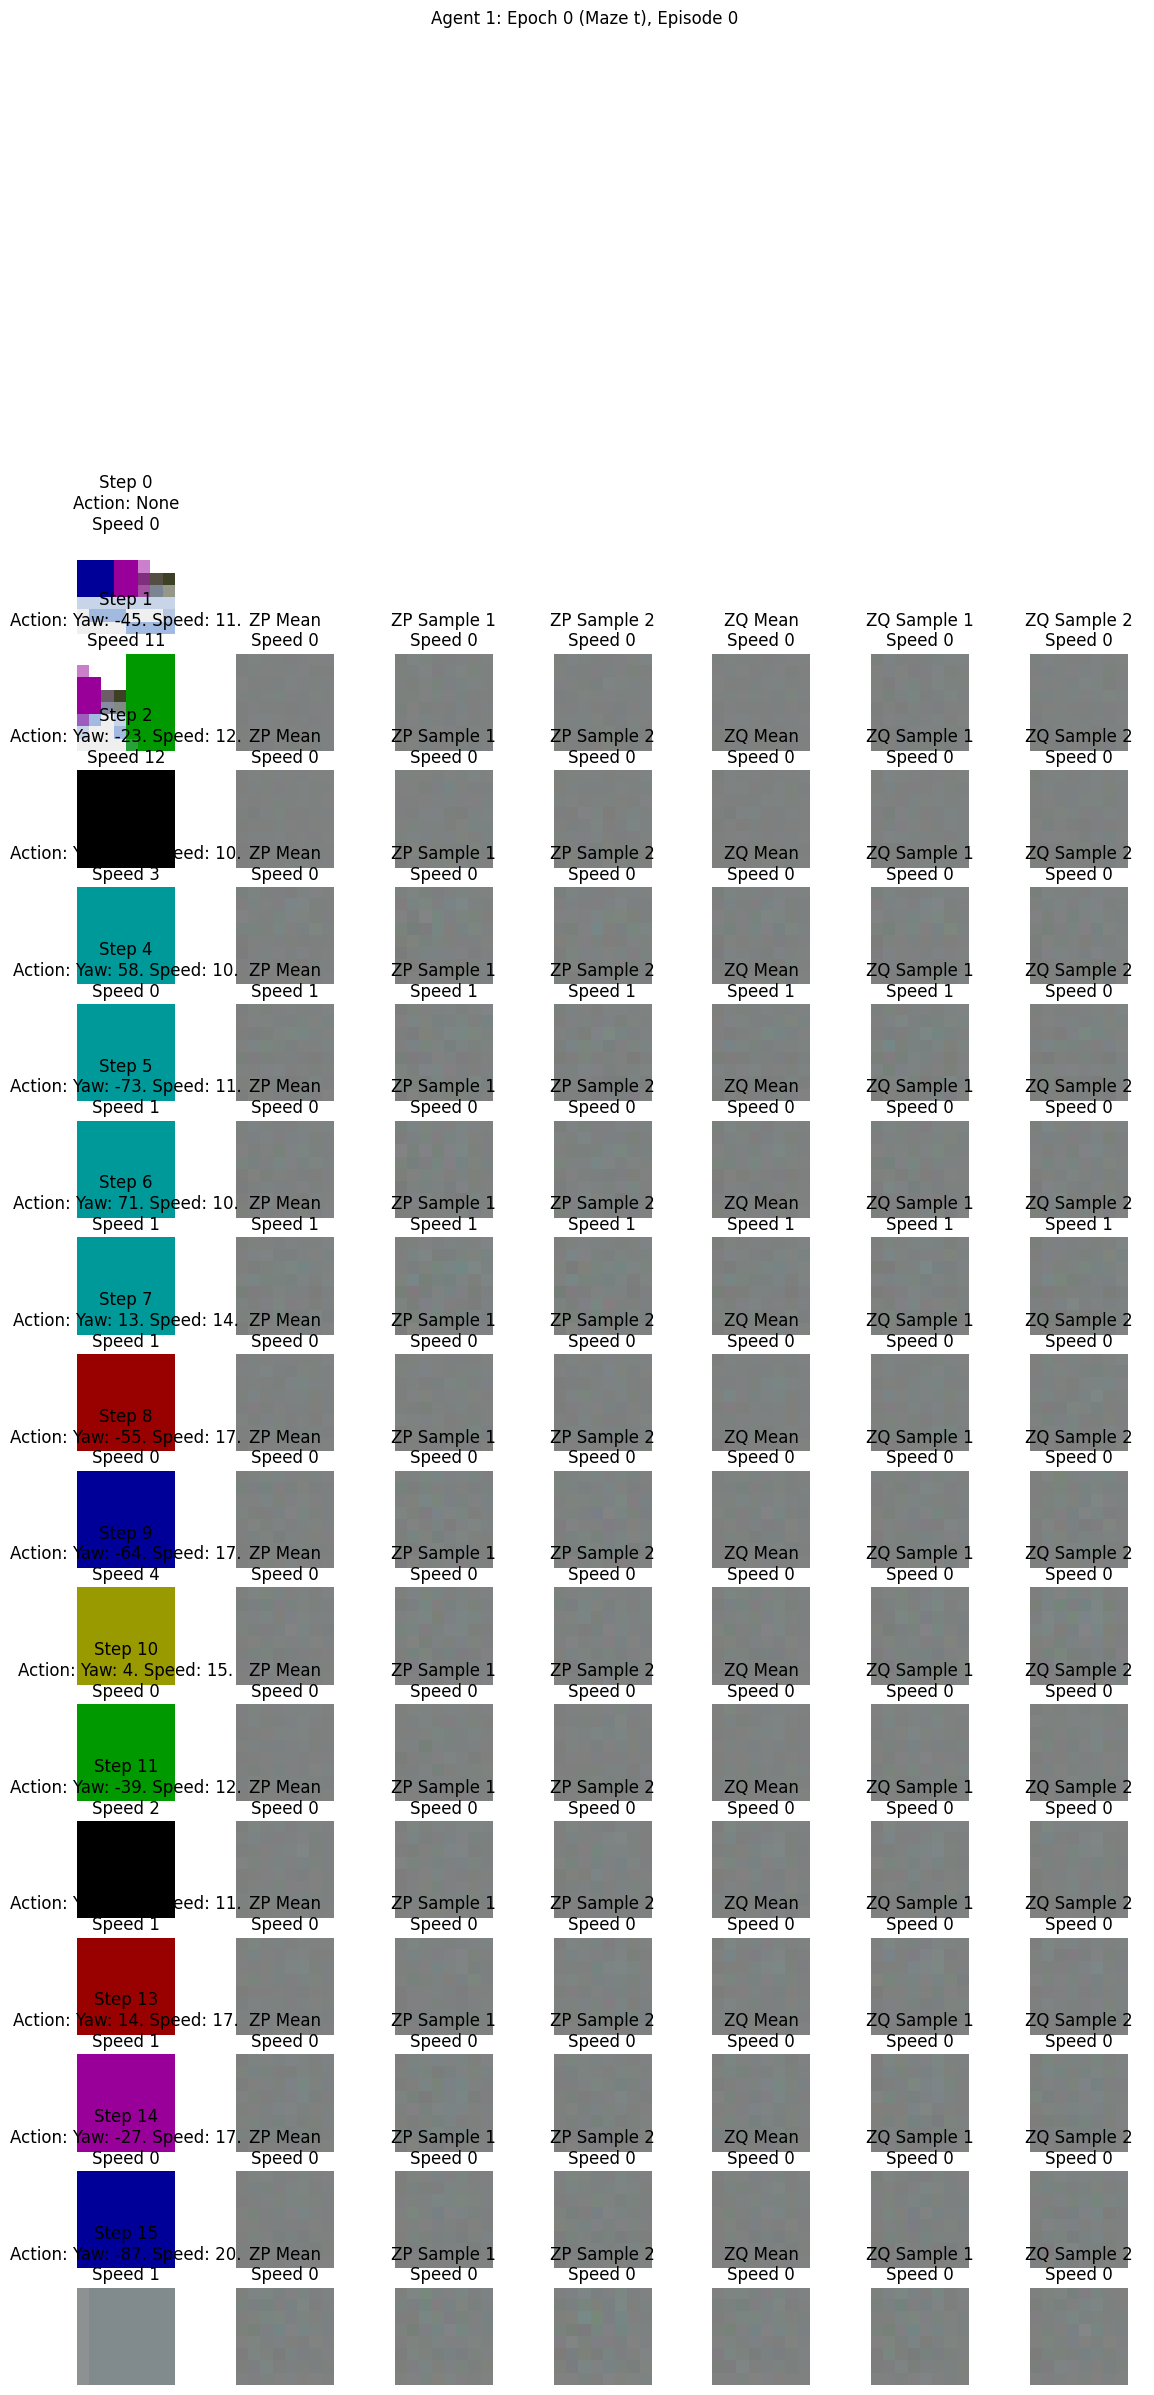 Agent 1: Epoch 0 (Maze t), Episode 0
Step 0
Action: None
Speed 0
Step 1
Action: Yaw: -45. Speed: 11. ZP Mean ZP Sample 1 ZP Sample 2 ZQ Mean ZQ Sample 1 ZQ Sample 2
Speed 11 Speed 0 Speed 0 Speed 0 Speed 0 Speed 0 Speed 0
Step 2
Action: Yaw: -23. Speed: 12. ZP Mean ZP Sample 1 ZP Sample 2 ZQ Mean ZQ Sample 1 ZQ Sample 2
Speed 12 Speed 0 Speed 0 Speed 0 Speed 0 Speed 0 Speed 0
Action: eed: 10. ZP Mean ZP Sample 1 ZP Sample 2 ZQ Mean ZQ Sample 1 ZQ Sample 2
Speed 3 Speed 0 Speed 0 Speed 0 Speed 0 Speed 0 Speed 0
Step 4
Action: Yaw: 58. Speed: 10. ZP Mean ZP Sample 1 ZP Sample 2 ZQ Mean ZQ Sample 1 ZQ Sample 2
Speed 0 Speed 1 Speed 1 Speed 1 Speed 1 Speed 1 Speed 0
Step 5
Action: Yaw: -73. Speed: 11. ZP Mean ZP Sample 1 ZP Sample 2 ZQ Mean ZQ Sample 1 ZQ Sample 2
Speed 1 Speed 0 Speed 0 Speed 0 Speed 0 Speed 0 Speed 0
Step 6
Action: Yaw: 71. Speed: 10. ZP Mean ZP Sample 1 ZP Sample 2 ZQ Mean ZQ Sample 1 ZQ Sample 2
Speed 1 Speed 1 Speed 1 Speed 1 Speed 1 Speed 1 Speed 1
Step 7
Action: Yaw: 13. Speed: 14. ZP Mean ZP Sample 1 ZP Sample 2 ZQ Mean ZQ Sample 1 ZQ Sample 2
Speed 1 Speed 0 Speed 0 Speed 0 Speed 0 Speed 0 Speed 0
Step 8
Action: Yaw: -55. Speed: 17. ZP Mean ZP Sample 1 ZP Sample 2 ZQ Mean ZQ Sample 1 ZQ Sample 2
Speed 0 Speed 0 Speed 0 Speed 0 Speed 0 Speed 0 Speed 0
Step 9
Action: Yaw: -64. Speed: 17. ZP Mean ZP Sample 1 ZP Sample 2 ZQ Mean ZQ Sample 1 ZQ Sample 2
Speed 4 Speed 0 Speed 0 Speed 0 Speed 0 Speed 0 Speed 0
Step 10
Action: Yaw: 4. Speed: 15. ZP Mean ZP Sample 1 ZP Sample 2 ZQ Mean ZQ Sample 1 ZQ Sample 2
Speed 0 Speed 0 Speed 0 Speed 0 Speed 0 Speed 0 Speed 0
Step 11
Action: Yaw: -39. Speed: 12. ZP Mean ZP Sample 1 ZP Sample 2 ZQ Mean ZQ Sample 1 ZQ Sample 2
Speed 2 Speed 0 Speed 0 Speed 0 Speed 0 Speed 0 Speed 0
Action: eed: 11. ZP Mean ZP Sample 1 ZP Sample 2 ZQ Mean ZQ Sample 1 ZQ Sample 2
Speed 1 Speed 0 Speed 0 Speed 0 Speed 0 Speed 0 Speed 0
Step 13
Action: Yaw: 14. Speed: 17. ZP Mean ZP Sample 1 ZP Sample 2 ZQ Mean ZQ Sample 1 ZQ Sample 2
Speed 1 Speed 0 Speed 0 Speed 0 Speed 0 Speed 0 Speed 0
Step 14
Action: Yaw: -27. Speed: 17. ZP Mean ZP Sample 1 ZP Sample 2 ZQ Mean ZQ Sample 1 ZQ Sample 2
Speed 0 Speed 0 Speed 0 Speed 0 Speed 0 Speed 0 Speed 0
Step 15
Action: Yaw: -87. Speed: 20. ZP Mean ZP Sample 1 ZP Sample 2 ZQ Mean ZQ Sample 1 ZQ Sample 2
Speed 1 Speed 0 Speed 0 Speed 0 Speed 0 Speed 0 Speed 0